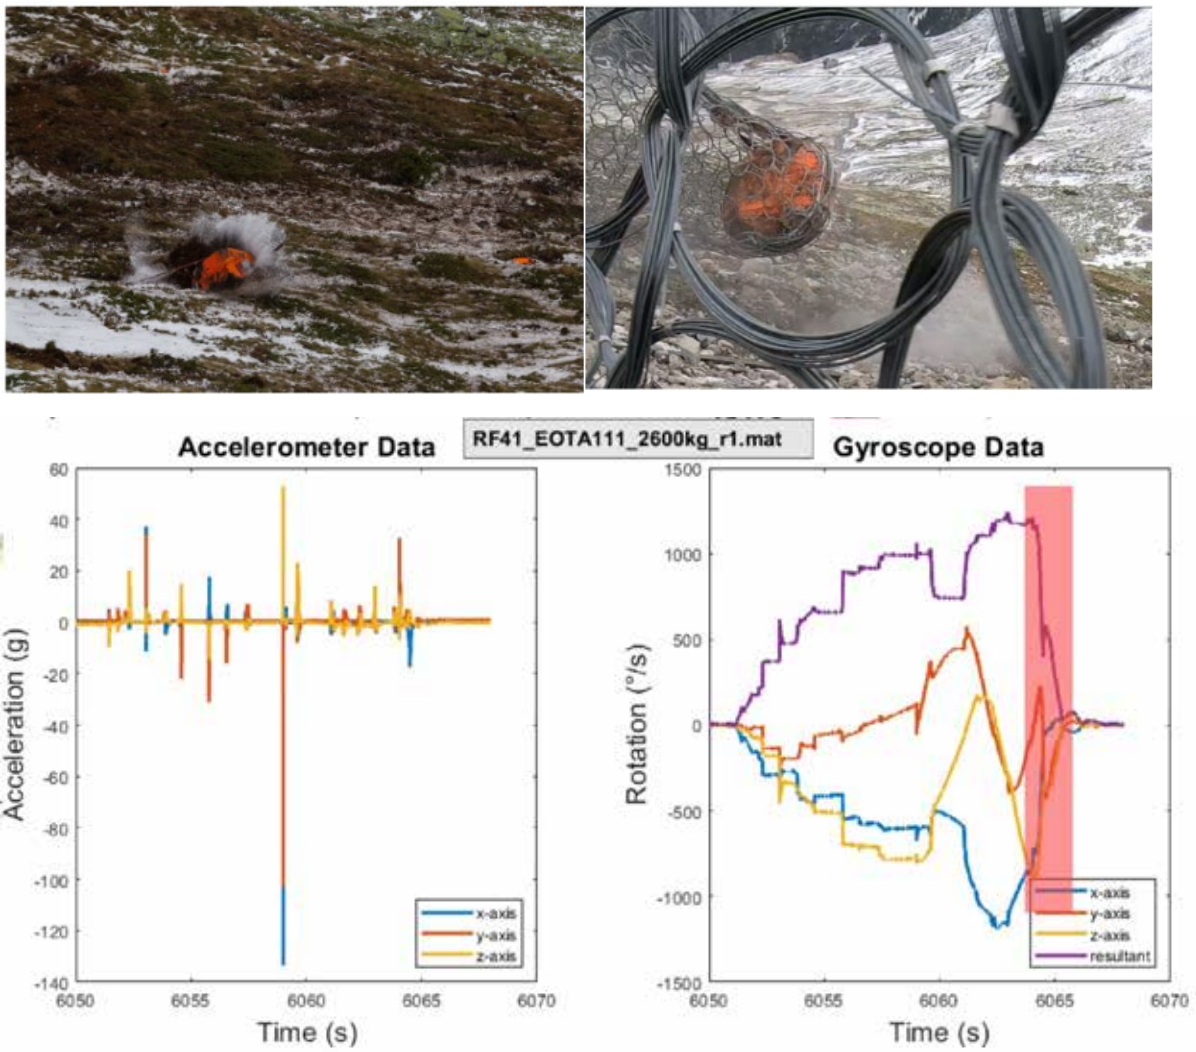 RF41_EOTA111_2600kg_r1.mat
Accelerometer Data
Gyroscope Data
60
40
20
0
-20
-40
-60
-80
-100
-120
-140
Acceleration (g)
x-axis
y-axis
z-axis
6050
6055
6060
6065
6070
Time (s)
1500
1000
500
0
-500
-1000
-1500
Rotation (°/s)
x-axis
y-axis
z-axis
resultant
6050
6055
6060
6065
6070
Time (s)